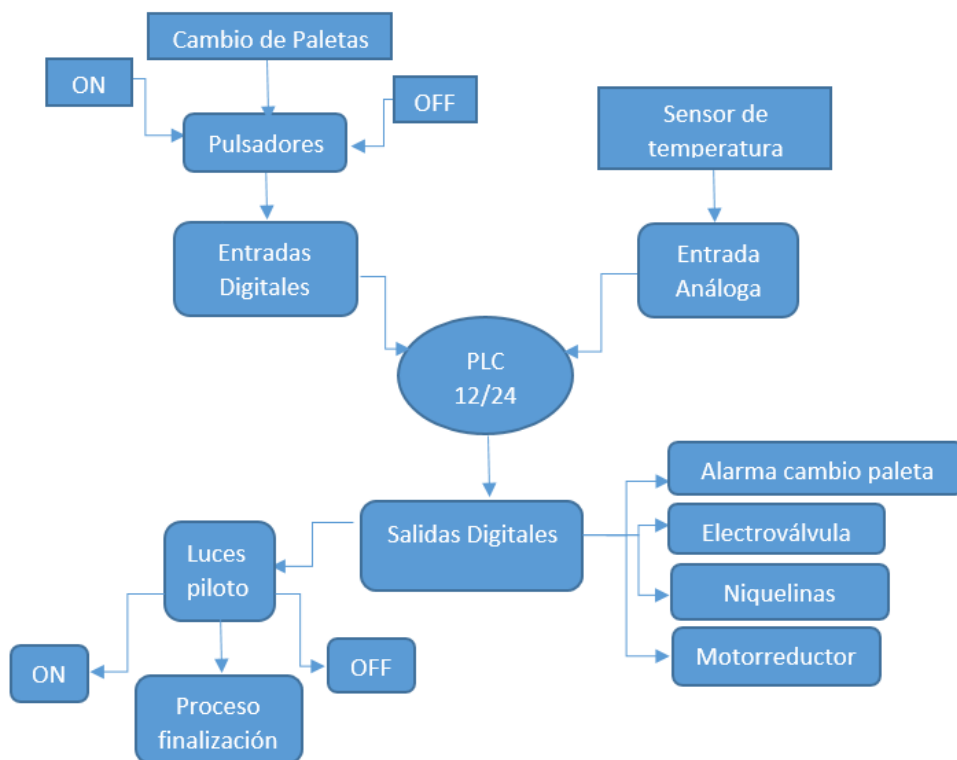 Cambio de Paletas
ON
OFF
Pulsadores
Sensor de
temperatura
Entradas
Digitales
Entrada
Análoga
PLC
12/24
Salidas Digitales
Alarma cambio paleta
Electroválvula
Niquelinas
Motorreductor
Luces
piloto
ON
OFF
Proceso
finalización